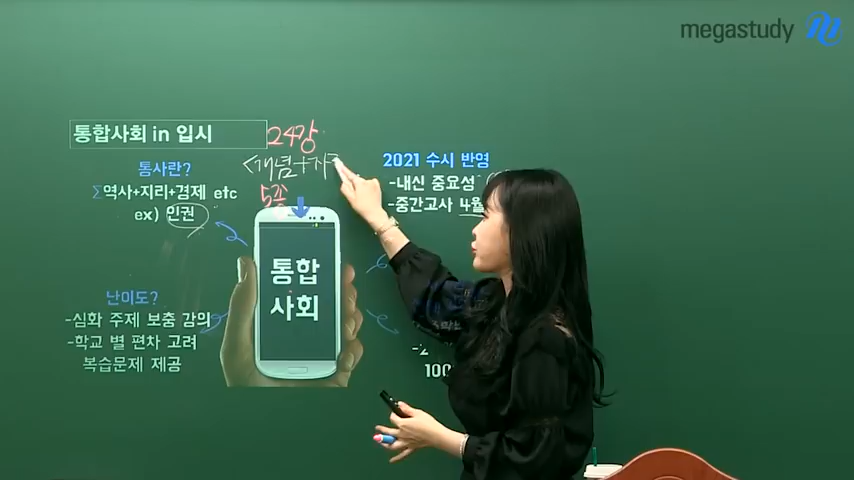 megastudy
통합사회 in 입시
24강
<개념+자
5종
통사란?
Σ역사+지리+경제 etc
ex) 인권
난이도?
-심화 주제 보충 강의
-학교 별 편차 고려
복습문제 제공
통합
사회
2021 수시 반영
-내신 중요성
-중간고사 4월
-2
100